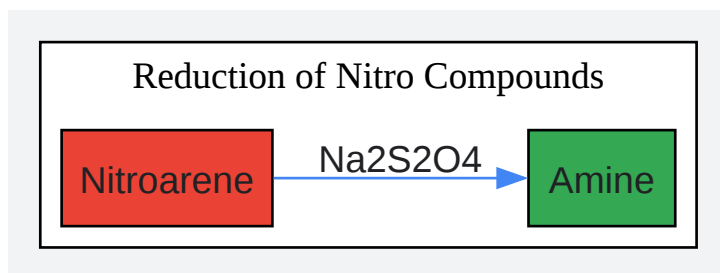 Reduction of Nitro Compounds
Nitroarene
Na2S2O4
Amine